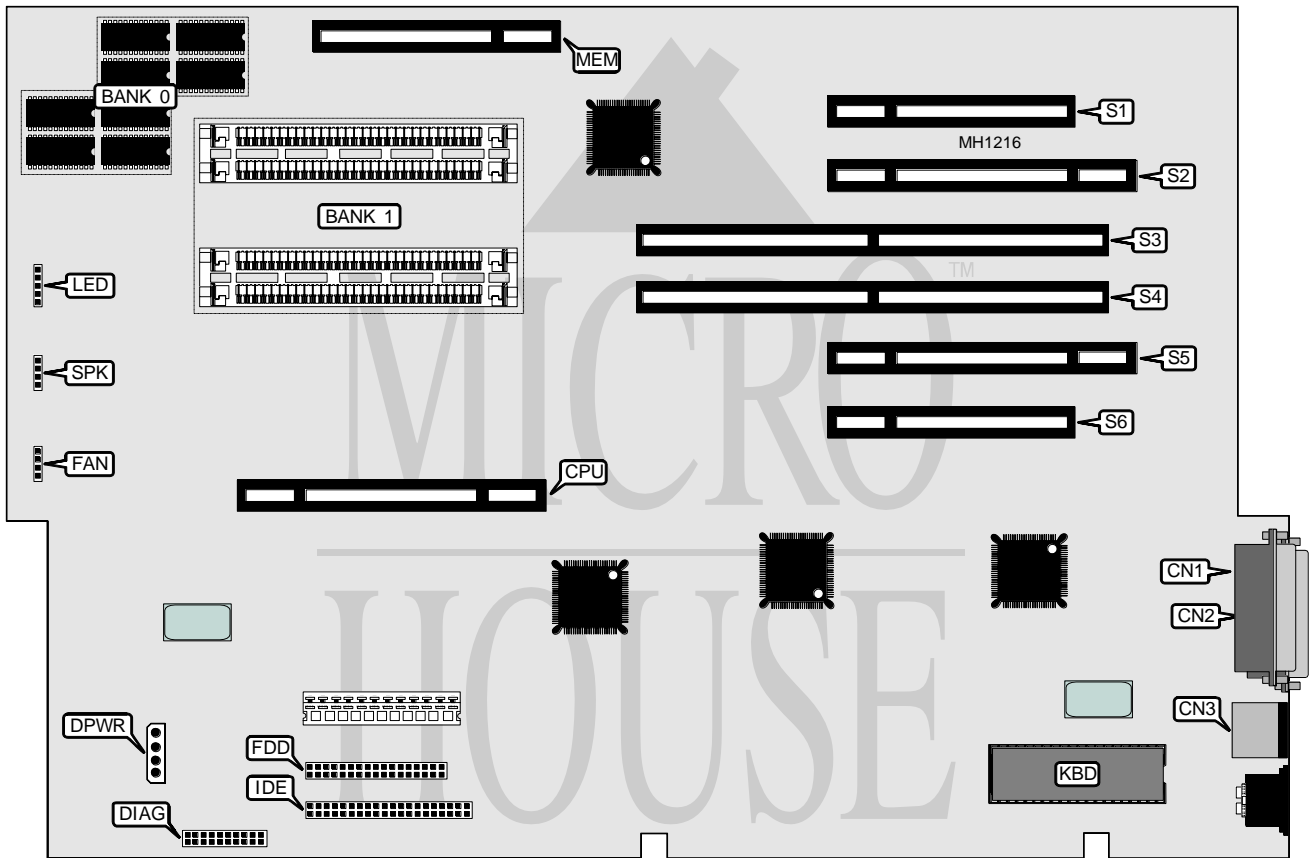 MEM
BANK 0
S1
MH1216
S2
BANK 1
S3
MICRO
TM
LED
S4
SPK
S5
S6
FAN
CPU
CN1
HOUSE
CN2
CN3
DPWR
FDD
KBD
IDE
DIAG